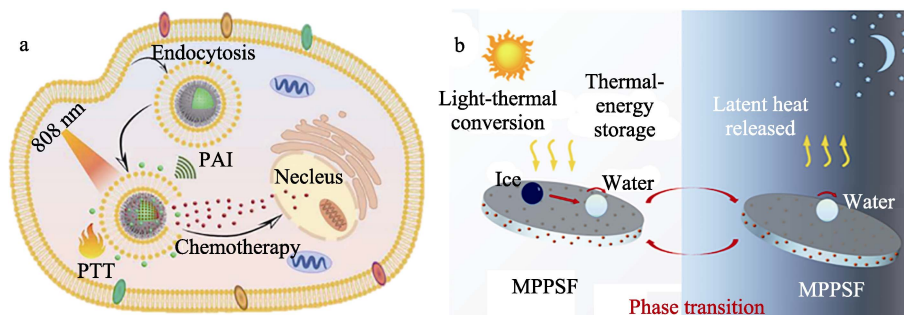 a
Endocytosis
808 nm
PAI
Necleus
Chemotherapy
PTT
b
Light-thermal
conversion
Thermal-
energy
storage
Latent heat
released
Ice
Water
Water
MPPSF
MPPSF
Phase transition